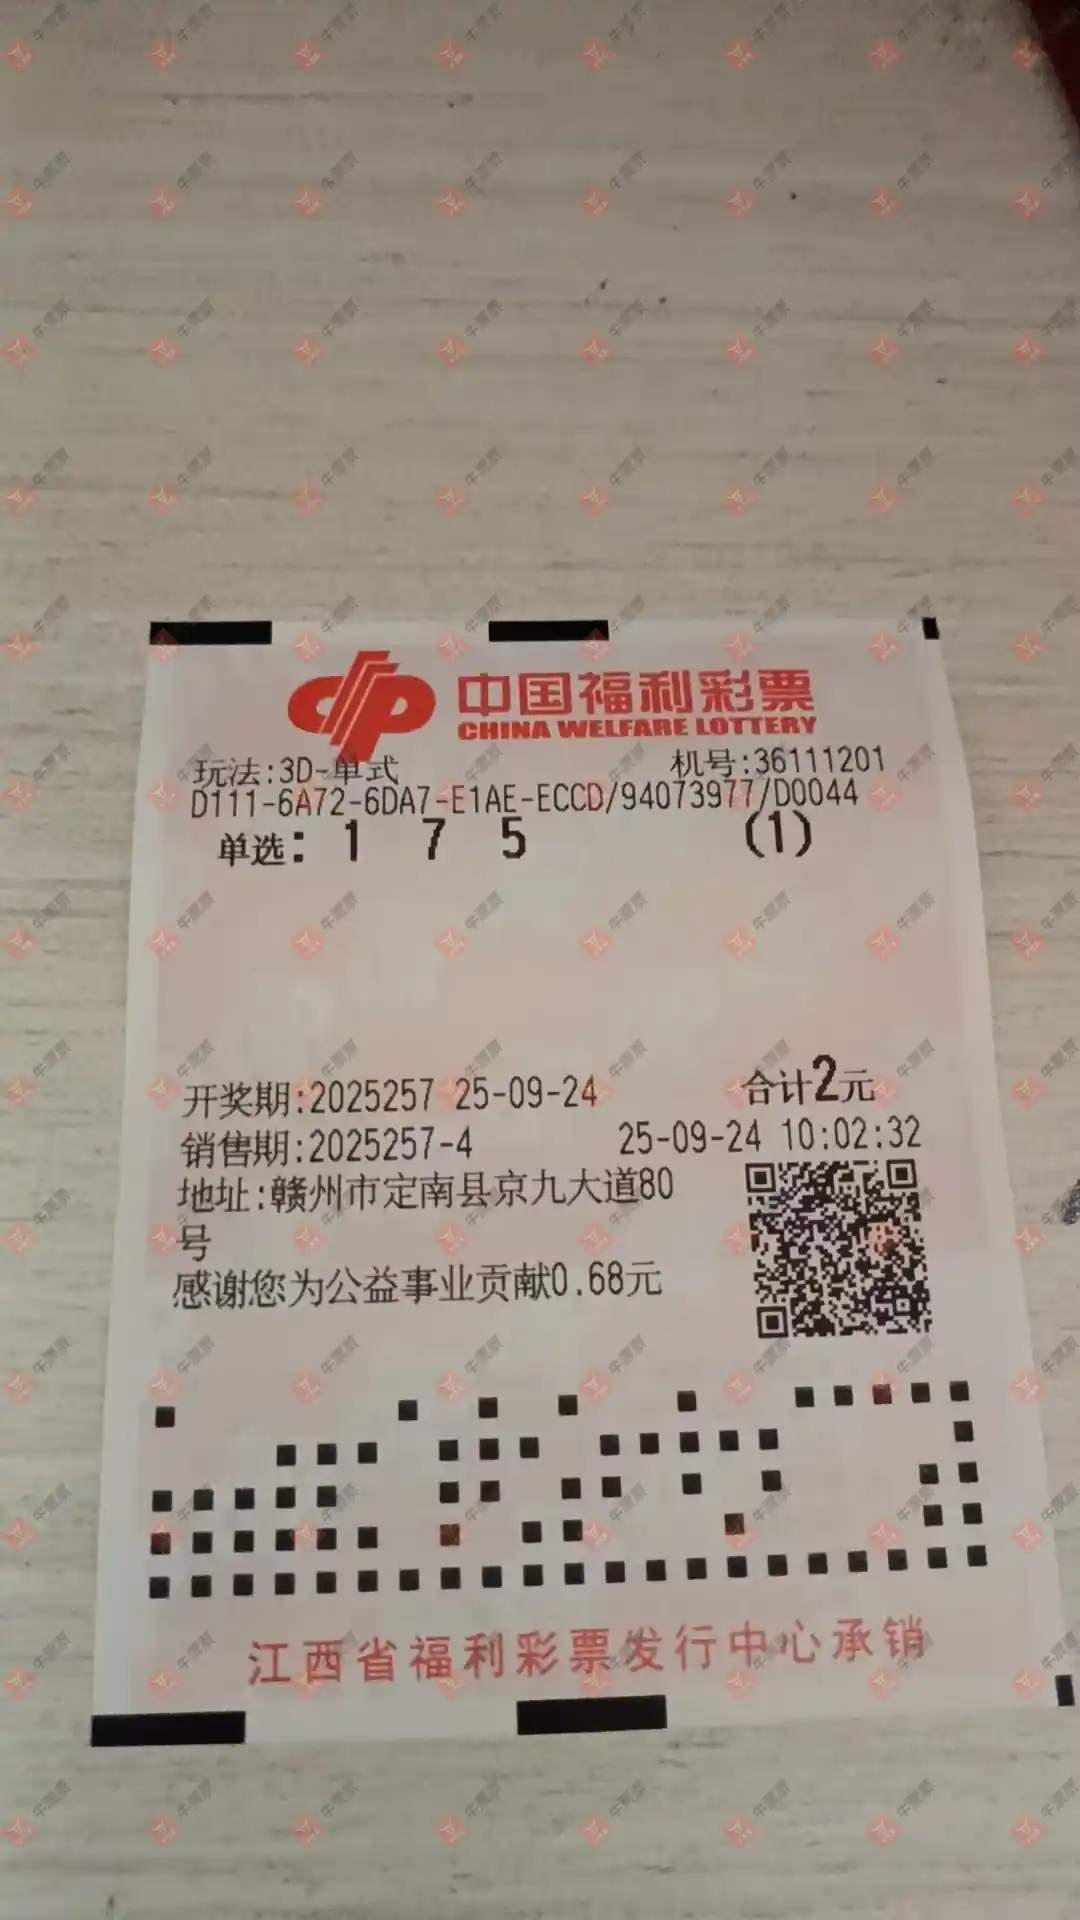 中国福利彩票
CHINA WELFARE LOTTERY
玩法:3D-单式 机号:36111201
D111-6A72-6DA7-E1AE-ECCD/94073977/D0044
单选: 1 7 5 (1)
开奖期:2025257 25-09-24 合计2元
销售期:2025257-4 25-09-24 10:02:32
地址:赣州市定南县京九大道80
号
感谢您为公益事业贡献0.68元
江西省福利彩票发行中心承销